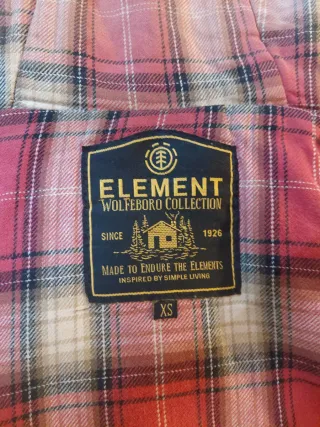 ELEMENT
WOLFEBORO COLLECTION
SINCE 1926
MADE TO ENDURE THE ELEMENTS
INSPIRED BY SIMPLE LIVING
XS